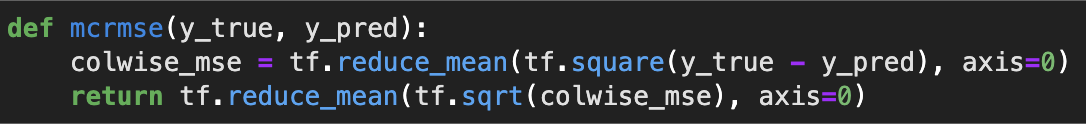 def mcrmse(y_true, y_pred):
    colwise_mse = tf.reduce_mean(tf.square(y_true - y_pred), axis=0)
    return tf.reduce_mean(tf.sqrt(colwise_mse), axis=0)